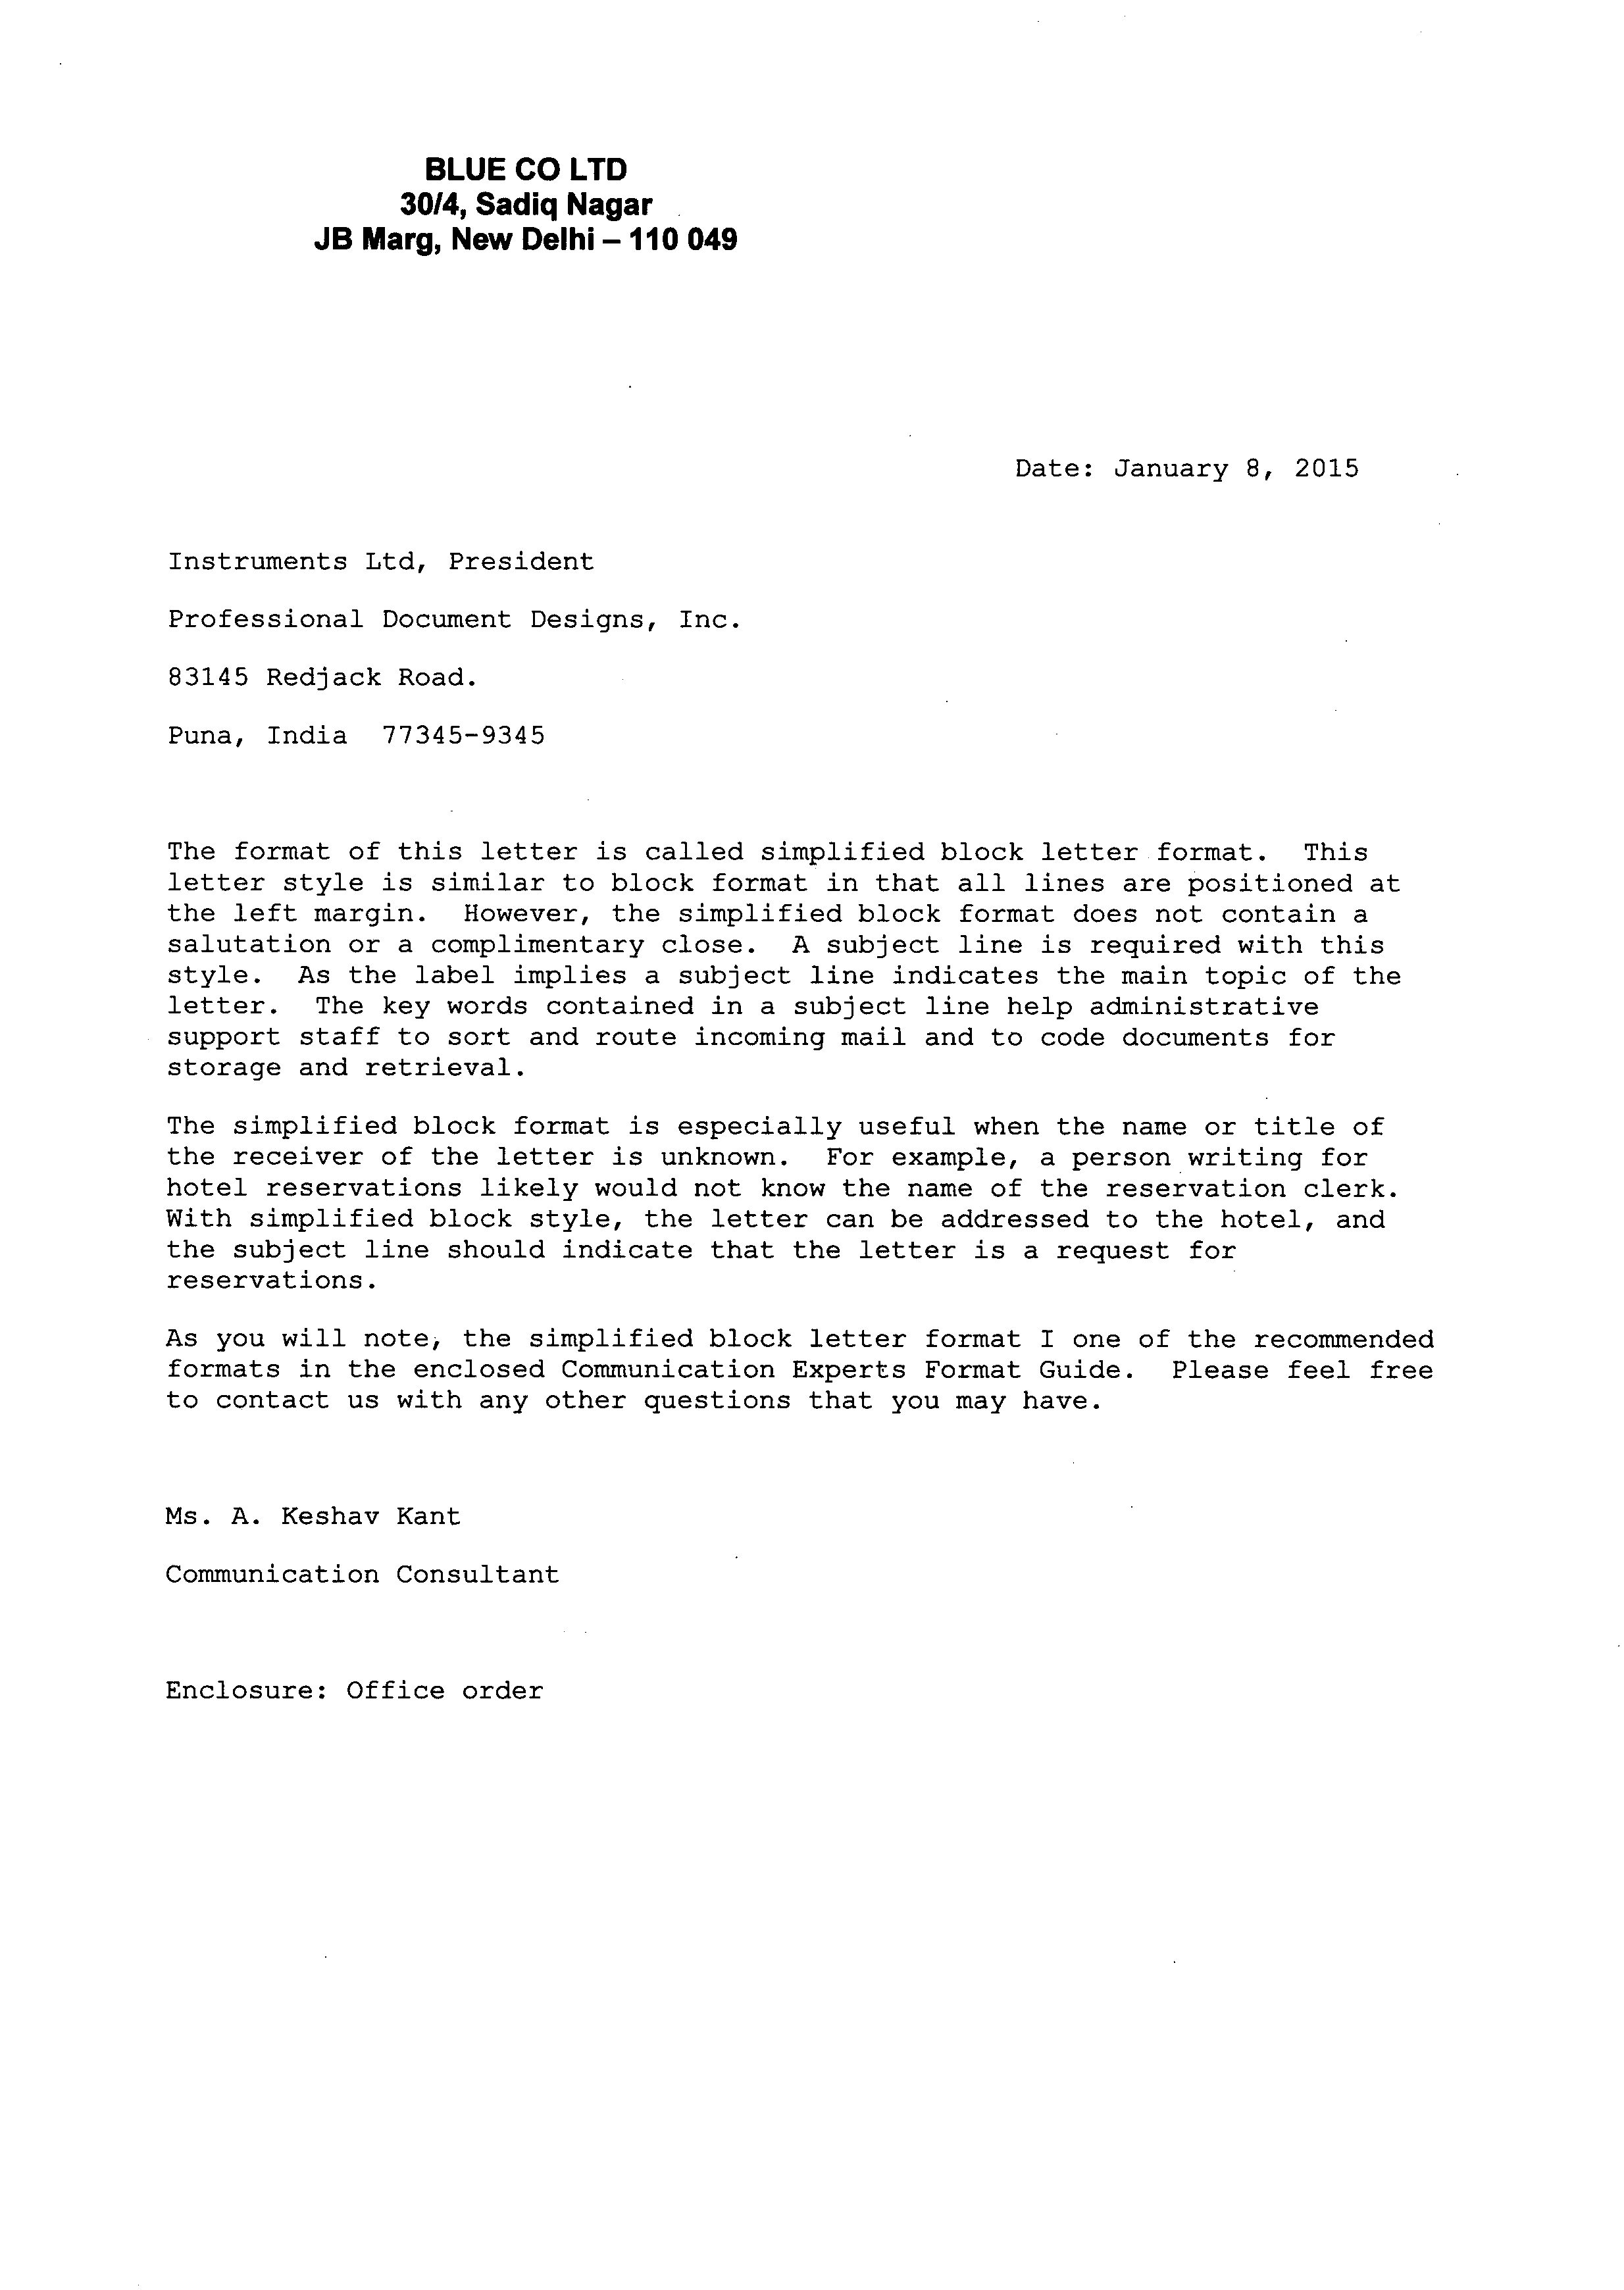 BLUE CO LTD
30/4, Sadiq Nagar
JB Marg, New Delhi – 110 049
Date: January 8, 2015
Instruments Ltd, President
Professional Document Designs, Inc.
83145 Redjack Road.
Puna, India  77345-9345
The format of this letter is called simplified block letter format.  This
letter style is similar to block format in that all lines are positioned at
the left margin.  However, the simplified block format does not contain a
salutation or a complimentary close.  A subject line is required with this
style.  As the label implies a subject line indicates the main topic of the
letter.  The key words contained in a subject line help administrative
support staff to sort and route incoming mail and to code documents for
storage and retrieval.
The simplified block format is especially useful when the name or title of
the receiver of the letter is unknown.  For example, a person writing for
hotel reservations likely would not know the name of the reservation clerk.
With simplified block style, the letter can be addressed to the hotel, and
the subject line should indicate that the letter is a request for
reservations.
As you will note, the simplified block letter format I one of the recommended
formats in the enclosed Communication Experts Format Guide.  Please feel free
to contact us with any other questions that you may have.
Ms. A. Keshav Kant
Communication Consultant
Enclosure: Office order